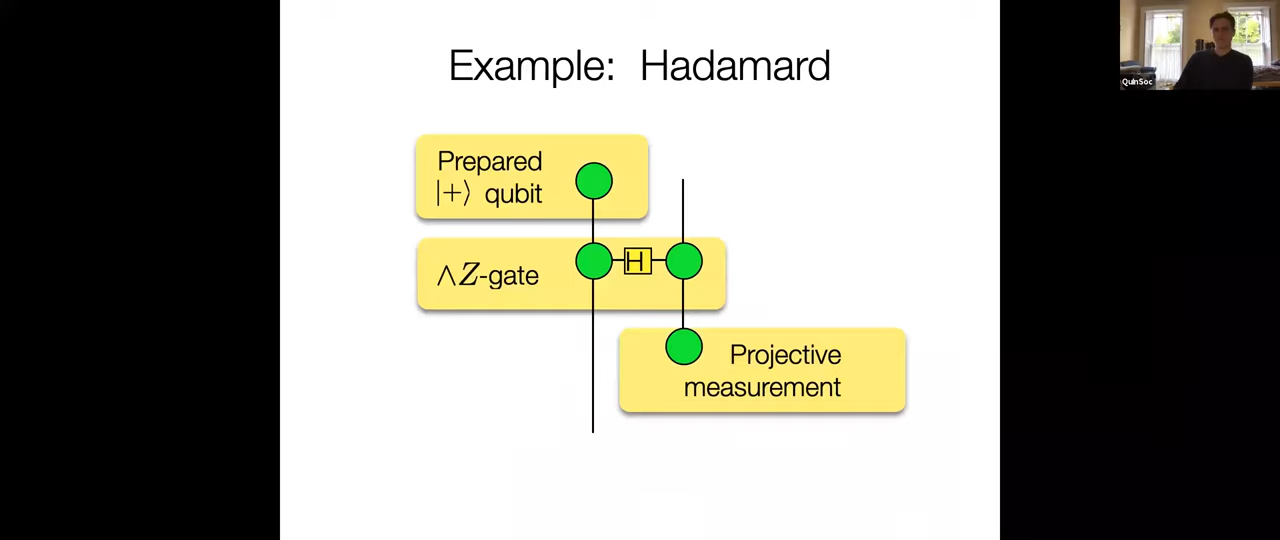 Example: Hadamard
Prepared
|+⟩ qubit
∧Z-gate
H
Projective
measurement
QuinSoc